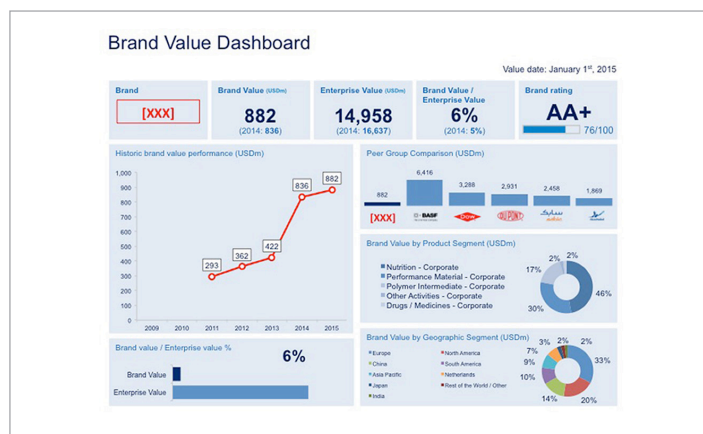 Brand Value Dashboard
Value date: January 1st, 2015
Brand
[XXX]
Brand Value (USDm)
882
(2014: 836)
Enterprise Value (USDm)
14,958
(2014: 16,637)
Brand Value /
Enterprise Value
6%
(2014: 5%)
Brand rating
AA+
76/100
Historic brand value performance (USDm)
1,000
900
800
700
600
500
400
300
200
100
0
293
362
422
836
882
2009 2010 2011 2012 2013 2014 2015
Peer Group Comparison (USDm)
882
6,416
3,288
2,931
2,458
1,869
[XXX]
BASF
DOW
DUPONT
سابك
Brand Value by Product Segment (USDm)
Nutrition - Corporate
Performance Material - Corporate
Polymer Intermediate - Corporate
Other Activities - Corporate
Drugs / Medicines - Corporate
2% 2%
17%
46%
30%
Brand value / Enterprise value %
6%
Brand Value
Enterprise Value
Brand Value by Geographic Segment (USDm)
Europe
North America
China
South America
Asia Pacific
Netherlands
Japan
Rest of the World / Other
India
3% 2% 2%
7%
33%
9%
10%
14%
20%